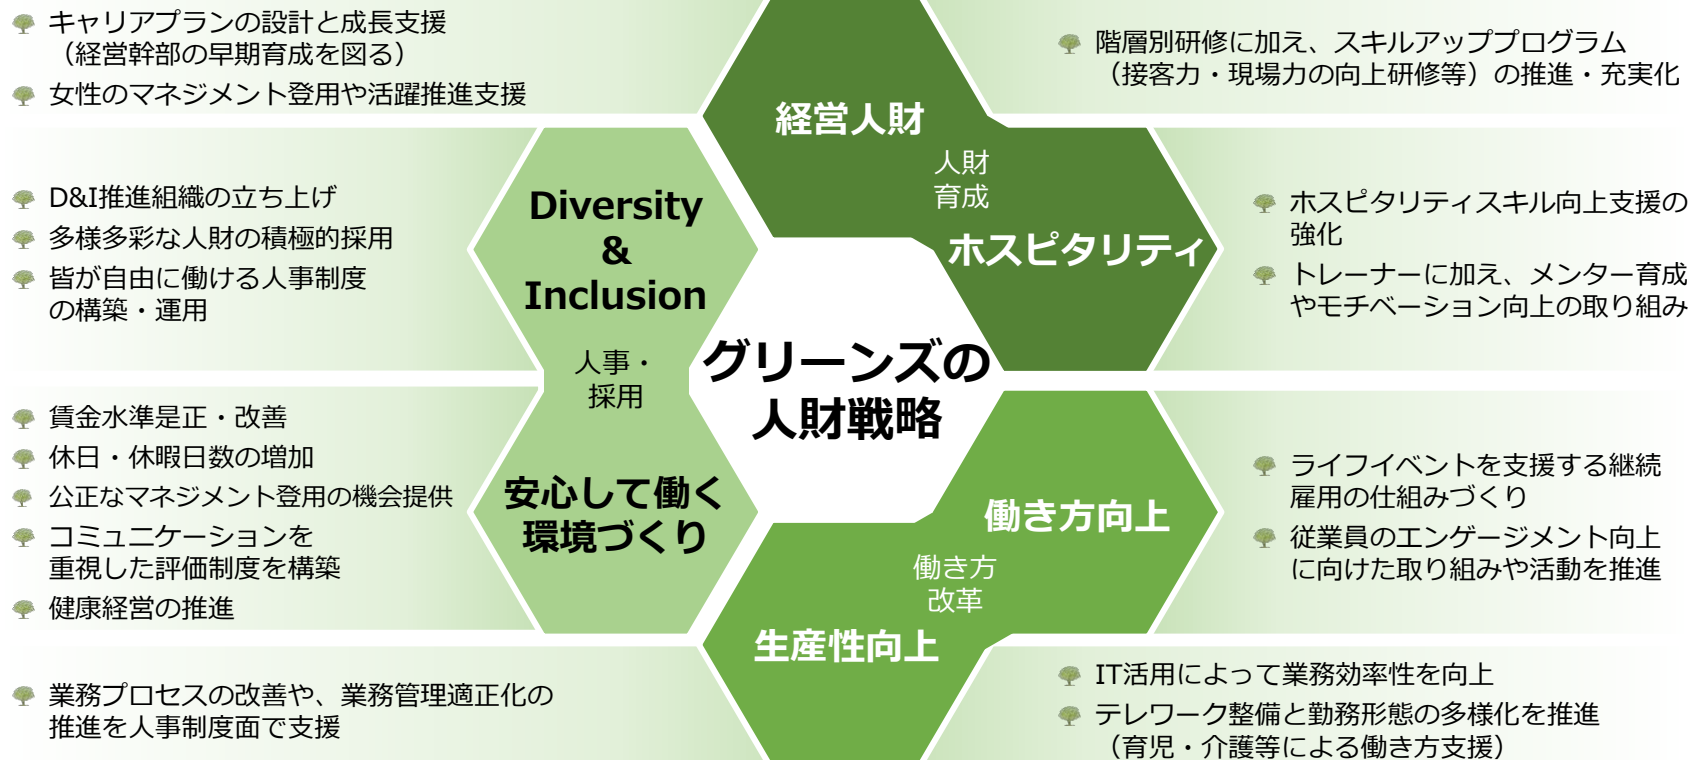 キャリアプランの設計と成長支援
（経営幹部の早期育成を図る）
女性のマネジメント登用や活躍推進支援
階層別研修に加え、スキルアッププログラム
（接客力・現場力の向上研修等）の推進・充実化
経営人財
人財
育成
ホスピタリティ
D&I推進組織の立ち上げ
多様多彩な人財の積極的採用
皆が自由に働ける人事制度
の構築・運用
Diversity
&
Inclusion
ホスピタリティスキル向上支援の
強化
トレーナーに加え、メンター育成
やモチベーション向上の取り組み
人事・
採用
グリーンズの
人財戦略
賃金水準是正・改善
休日・休暇日数の増加
公正なマネジメント登用の機会提供
コミュニケーションを
重視した評価制度を構築
健康経営の推進
安心して働く
環境づくり
働き方向上
働き方
改革
生産性向上
ライフイベントを支援する継続
雇用の仕組みづくり
従業員のエンゲージメント向上
に向けた取り組みや活動を推進
業務プロセスの改善や、業務管理適正化の
推進を人事制度面で支援
IT活用によって業務効率性を向上
テレワーク整備と勤務形態の多様化を推進
（育児・介護等による働き方支援）